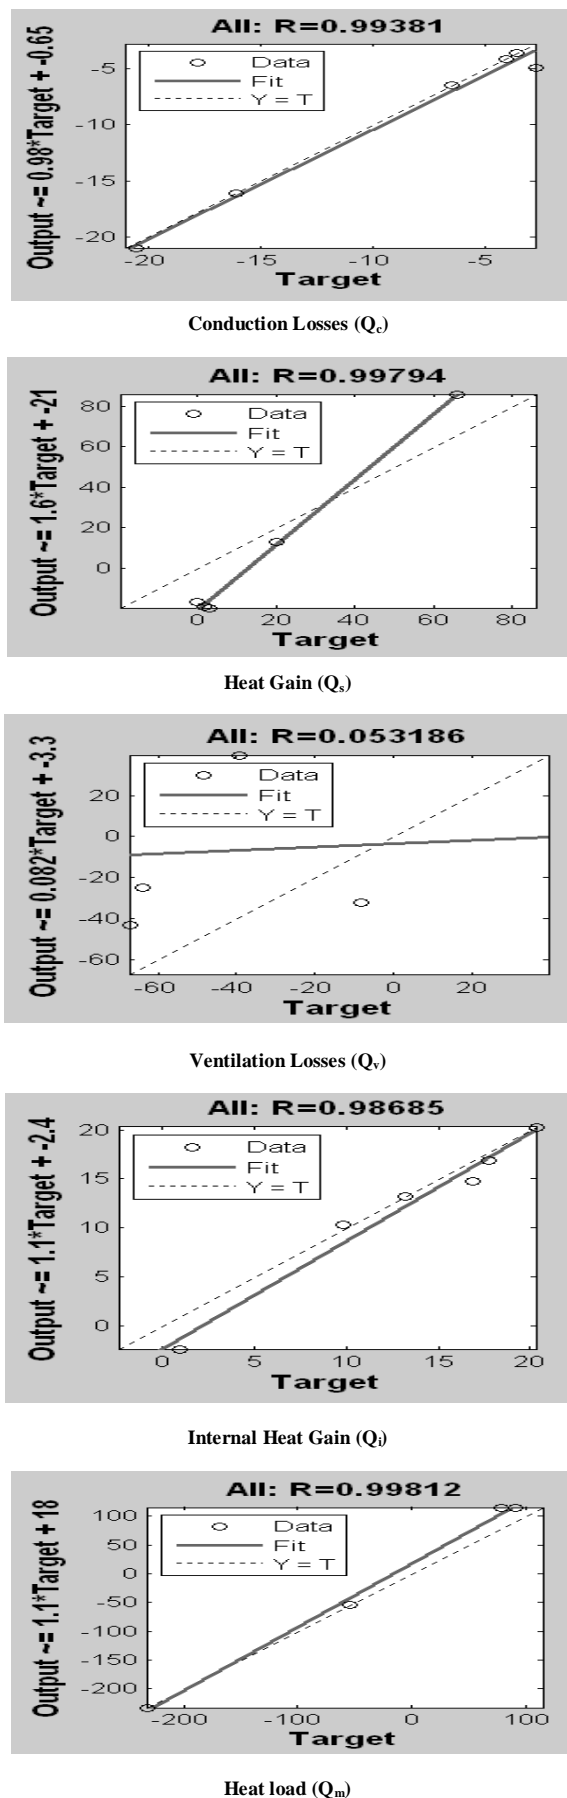 All: R=0.99381
Output ~= 0.98*Target + -0.65
Data
Fit
Y = T
-5
-10
-15
-20
-20 -15 -10 -5
Target
Conduction Losses (Qc)
All: R=0.99794
Output ~= 1.6*Target + -21
Data
Fit
Y = T
80
60
40
20
0
0 20 40 60 80
Target
Heat Gain (Qs)
All: R=0.053186
Output ~= 0.082*Target + -3.3
Data
Fit
Y = T
20
0
-20
-40
-60
-60 -40 -20 0 20
Target
Ventilation Losses (Qv)
All: R=0.98685
Output ~= 1.1*Target + -2.4
Data
Fit
Y = T
20
15
10
5
0
0 5 10 15 20
Target
Internal Heat Gain (Qi)
All: R=0.99812
Output ~= 1.1*Target + 18
Data
Fit
Y = T
100
50
0
-50
-100
-150
-200
-200 -100 0 100
Target
Heat load (Qm)